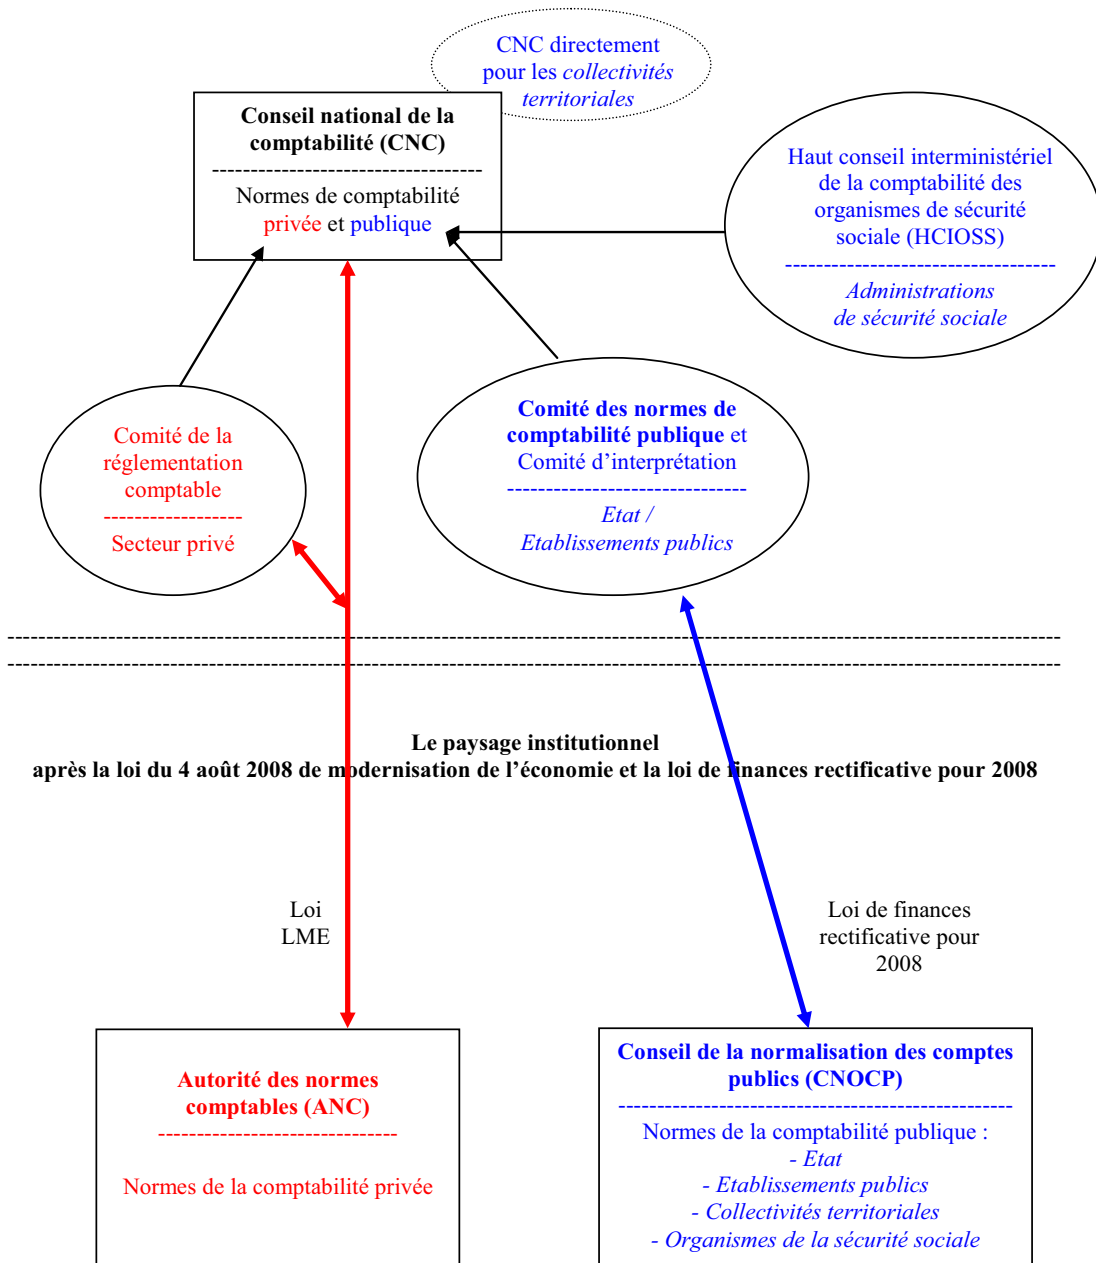 CNC directement
pour les collectivités
territoriales
Conseil national de la
comptabilité (CNC)
Normes de comptabilité
privée et publique
Haut conseil interministériel
de la comptabilité des
organismes de sécurité
sociale (HCIOSS)
Administrations
de sécurité sociale
Comité de la
réglementation
comptable
Secteur privé
Comité des normes de
comptabilité publique et
Comité d'interprétation
Etat /
Etablissements publics
Le paysage institutionnel
après la loi du 4 août 2008 de modernisation de l'économie et la loi de finances rectificative pour 2008
Loi
LME
Loi de finances
rectificative pour
2008
Autorité des normes
comptables (ANC)
Normes de la comptabilité privée
Conseil de la normalisation des comptes
publics (CNOCP)
Normes de la comptabilité publique :
- Etat
- Etablissements publics
- Collectivités territoriales
- Organismes de la sécurité sociale